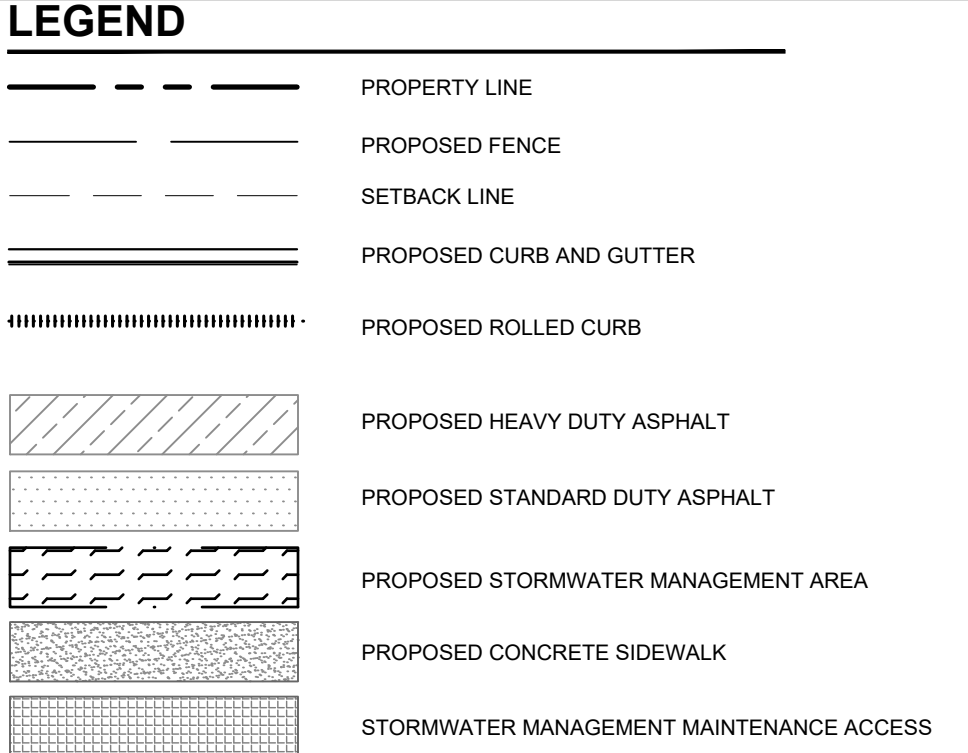 LEGEND
PROPERTY LINE
PROPOSED FENCE
SETBACK LINE
PROPOSED CURB AND GUTTER
PROPOSED ROLLED CURB
PROPOSED HEAVY DUTY ASPHALT
PROPOSED STANDARD DUTY ASPHALT
PROPOSED STORMWATER MANAGEMENT AREA
PROPOSED CONCRETE SIDEWALK
STORMWATER MANAGEMENT MAINTENANCE ACCESS